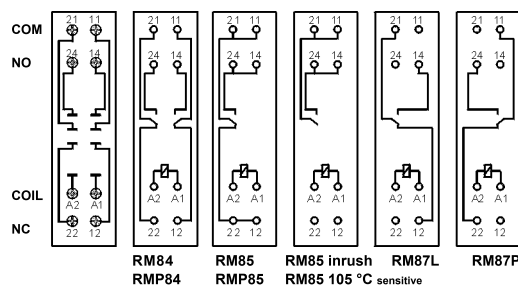 21 11 21 11 21 11 21 11 21 11 21 11
COM
NO
24 14 24 14 24 14 24 14 24 14 24 14
COIL
A2 A1 A2 A1 A2 A1 A2 A1 A2 A1 A2 A1
NC
22 12 22 12 22 12 22 12 22 12 22 12
RM84 RM85 RM85 inrush RM87L RM87P
RMP84 RMP85 RM85 105 °C sensitive